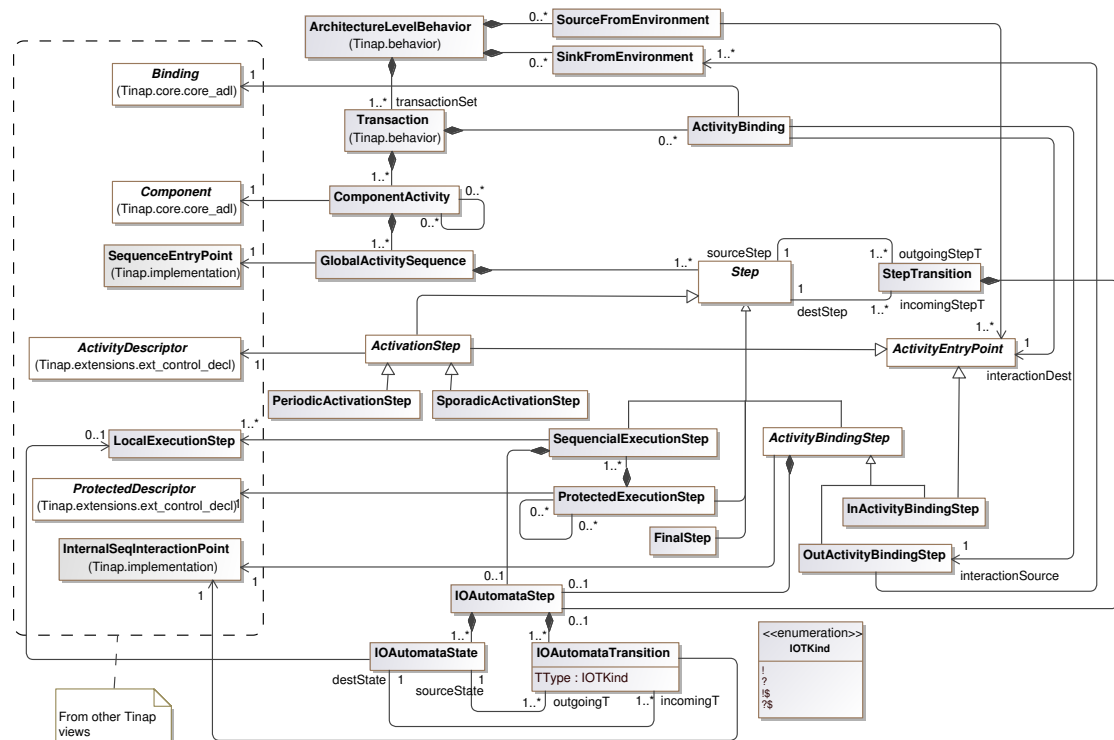 ArchitectureLevelBehavior
(Tinap.behavior)
0..*
SourceFromEnvironment
0..*
SinkFromEnvironment
1..*
Binding
(Tinap.core.core_adl)
1
1..*
transactionSet
Transaction
(Tinap.behavior)
0..*
ActivityBinding
1..*
Component
(Tinap.core.core_adl)
1
ComponentActivity
0..*
0..*
1..*
SequenceEntryPoint
(Tinap.implementation)
1
GlobalActivitySequence
1..*
sourceStep
1
Step
1
destStep
1..*
outgoingStepT
StepTransition
1..*
incomingStepT
ActivityDescriptor
(Tinap.extensions.ext_control_decl)
1
ActivationStep
1..*
ActivityEntryPoint
1
interactionDest
PeriodicActivationStep
SporadicActivationStep
0..1
LocalExecutionStep
1..*
SequencialExecutionStep
ActivityBindingStep
1..*
ProtectedDescriptor
(Tinap.extensions.ext_control_decl)
1
ProtectedExecutionStep
0..*
0..*
InActivityBindingStep
FinalStep
InternalSeqInteractionPoint
(Tinap.implementation)
1
1
OutActivityBindingStep
1
interactionSource
0..1
0..1
IOAutomataStep
0..1
1..*
1..*
IOAutomataState
IOAutomataTransition
TType : IOTKind
destState
1
sourceState
1
1..*
outgoingT
1..*
incomingT
<<enumeration>>
IOTKind
!
?
!$
?$
From other Tinap
views